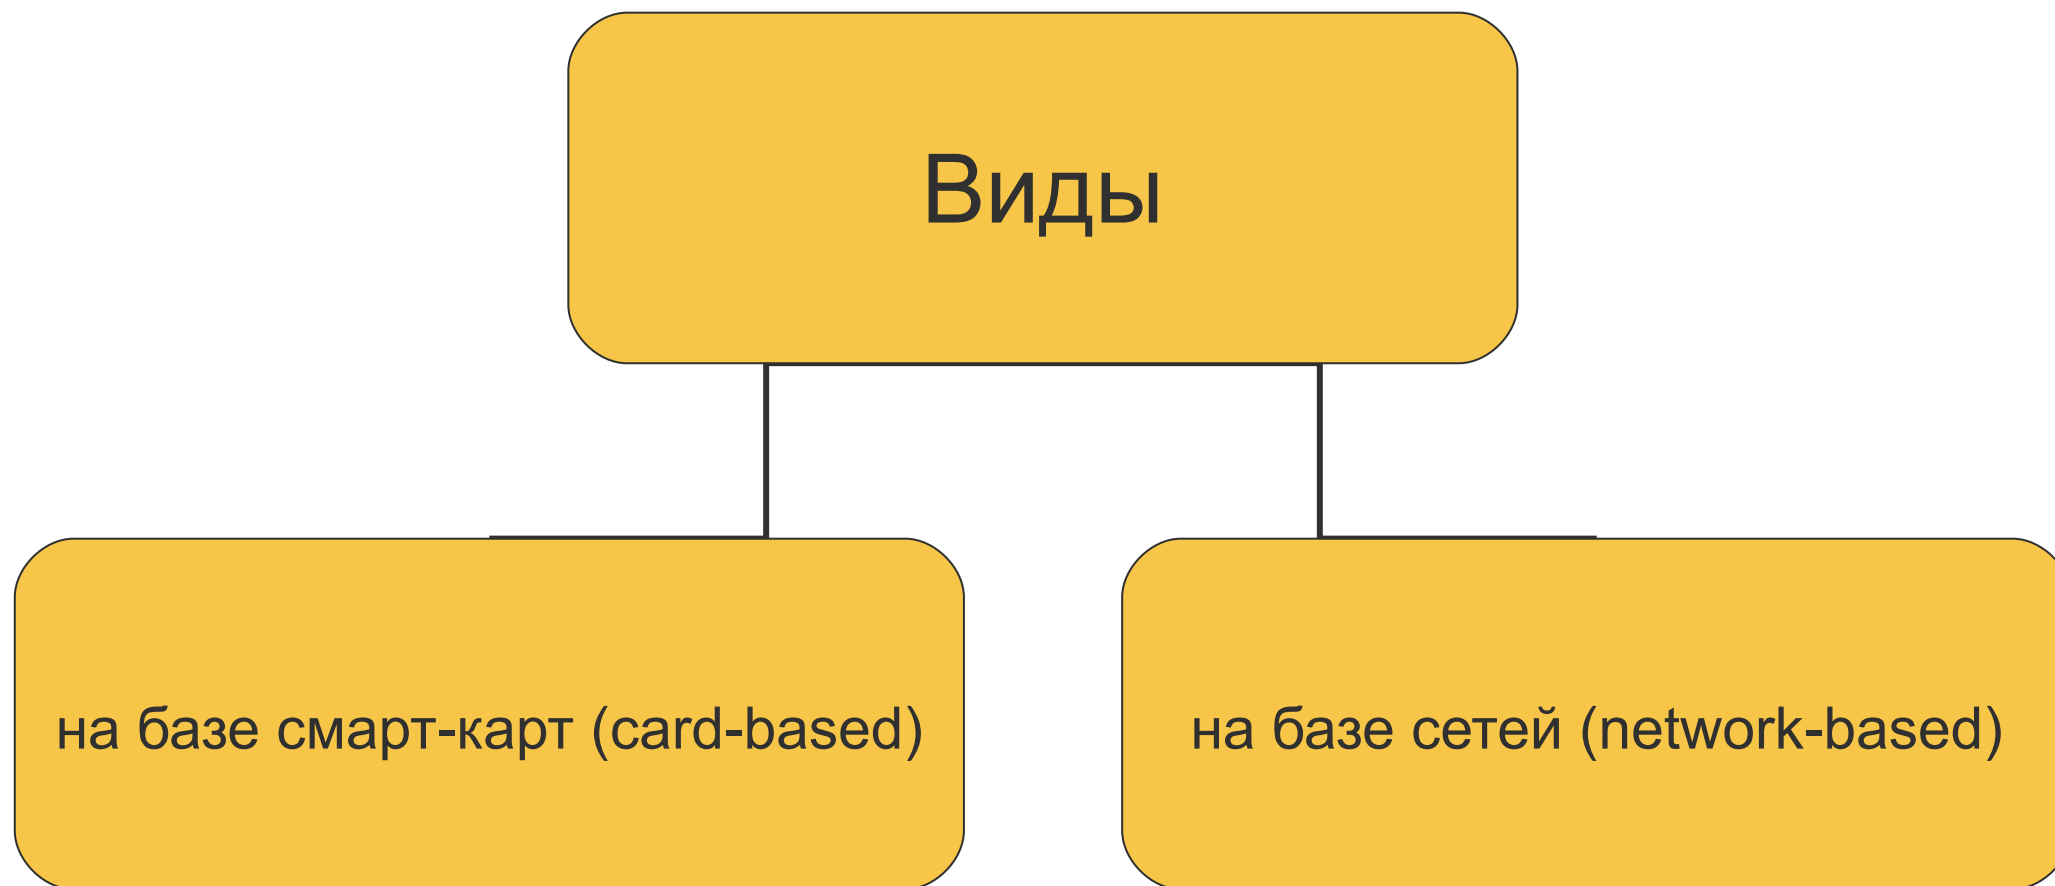 Виды
на базе смарт-карт (card-based)
на базе сетей (network-based)